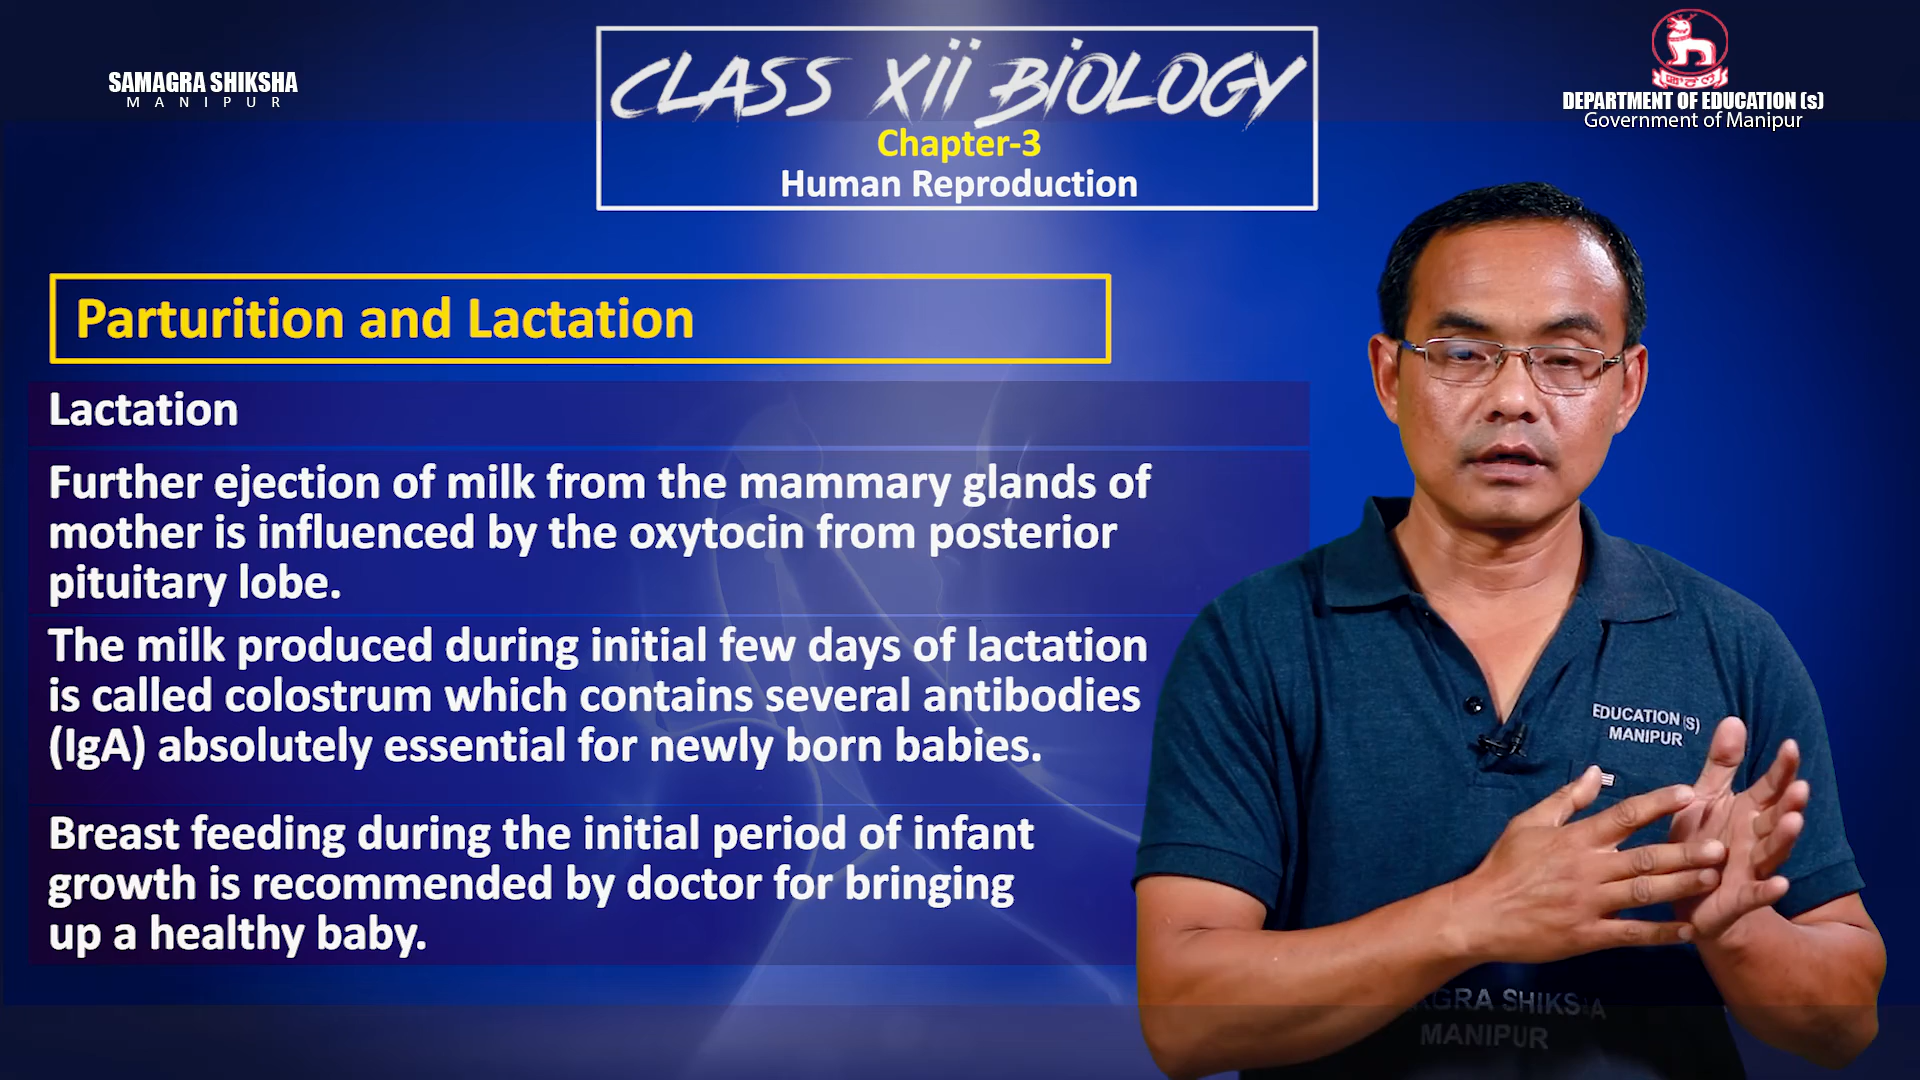 SAMAGRA SHIKSHA
MANIPUR
CLASS XII BIOLOGY
Chapter-3
Human Reproduction
DEPARTMENT OF EDUCATION (s)
Government of Manipur
Parturition and Lactation
Lactation
Further ejection of milk from the mammary glands of
mother is influenced by the oxytocin from posterior
pituitary lobe.
The milk produced during initial few days of lactation
is called colostrum which contains several antibodies
(IgA) absolutely essential for newly born babies.
Breast feeding during the initial period of infant
growth is recommended by doctor for bringing
up a healthy baby.
EDUCATION (S)
MANIPUR
AGRA SHIKSHA
MANIPUR